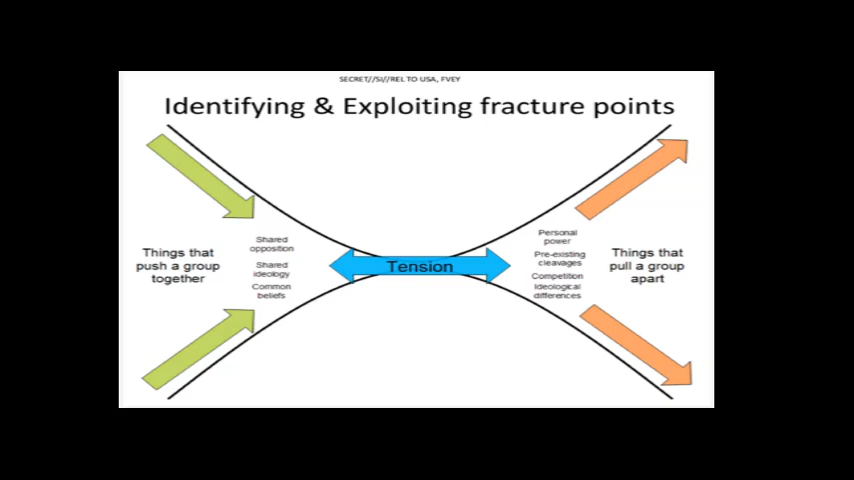 SECRET//SI//REL TO USA, FVEY
Identifying & Exploiting fracture points
Things that
push a group
together
Shared
opposition
Shared
ideology
Common
beliefs
Tension
Personal
power
Pre-existing
cleavages
Competition
Ideological
differences
Things that
pull a group
apart